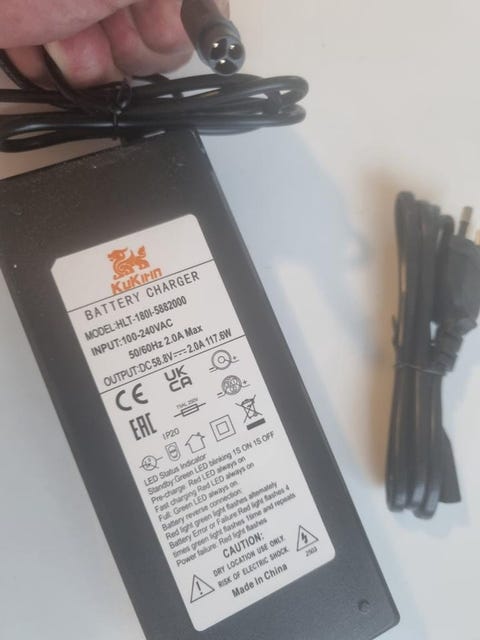 KuKirin
BATTERY CHARGER
MODEL:HLT-180I-5882000
INPUT:100-240VAC
50/60Hz 2.0A Max
OUTPUT:DC58.8V⎓2.0A 117.6W
CE UK CA
EAC
T5AL 250V
IP20
LED Status Indicator
Standby:Green LED blinking 1S ON 1S OFF
Pre-charge: Red LED always on
Fast charging Red LED always on
Full: Green LED always on.
Battery reverse connection.
Red light green light flashes alternately
Battery Error or Failure:Red light flashes 4
times green light flashes 1time and repeats
Power failure: Red light flashes
CAUTION:
DRY LOCATION USE ONLY.
RISK OF ELECTRIC SHOCK.
Made In China